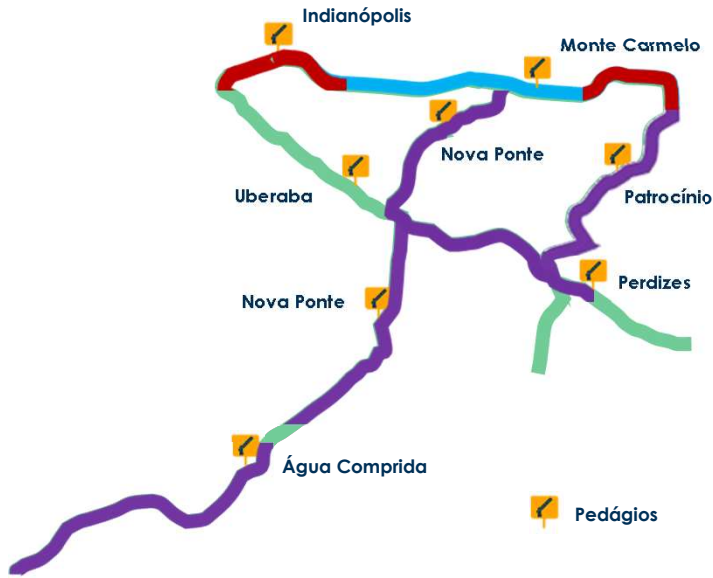 Indianópolis
Monte Carmelo
Nova Ponte
Uberaba
Patrocínio
Perdizes
Nova Ponte
Água Comprida
Pedágios